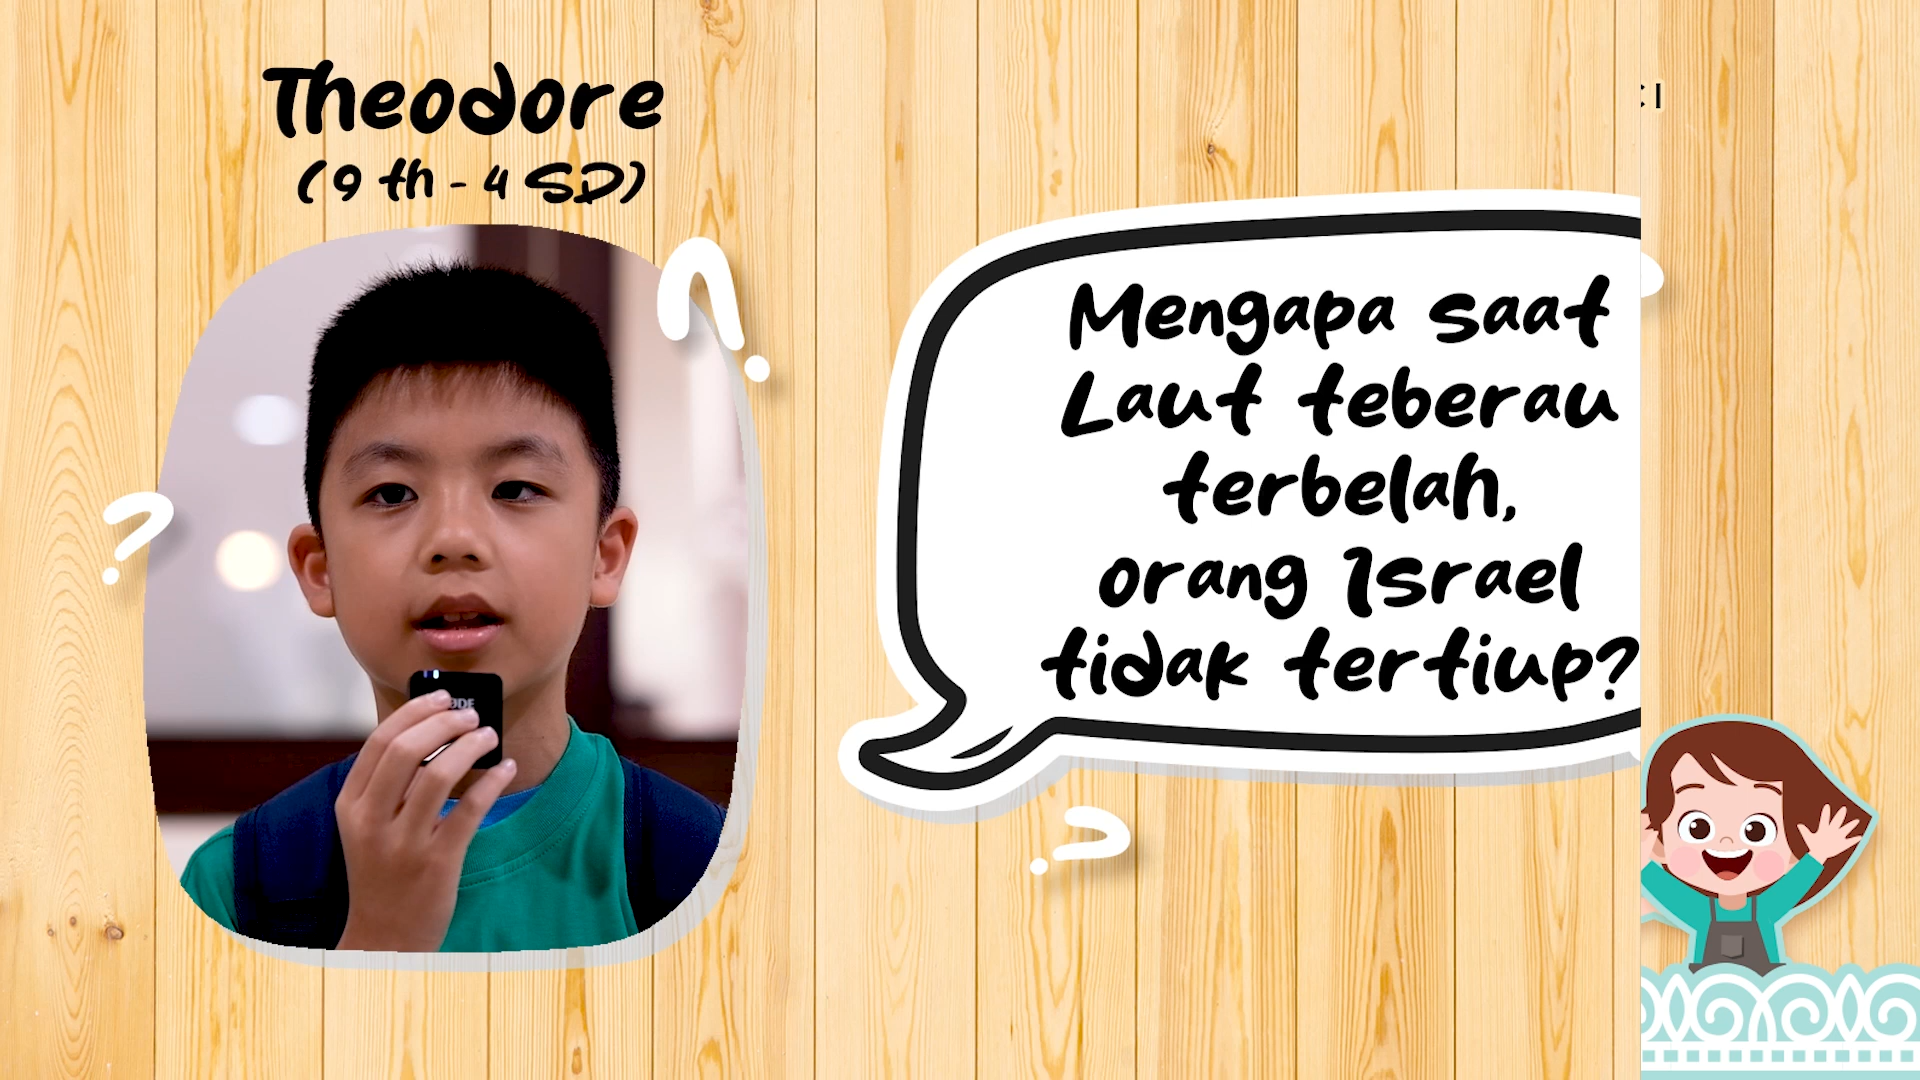 Theodore
(9 th - 4 SD)
Mengapa saat
Laut teberau
terbelah,
orang Israel
tidak tertiup?